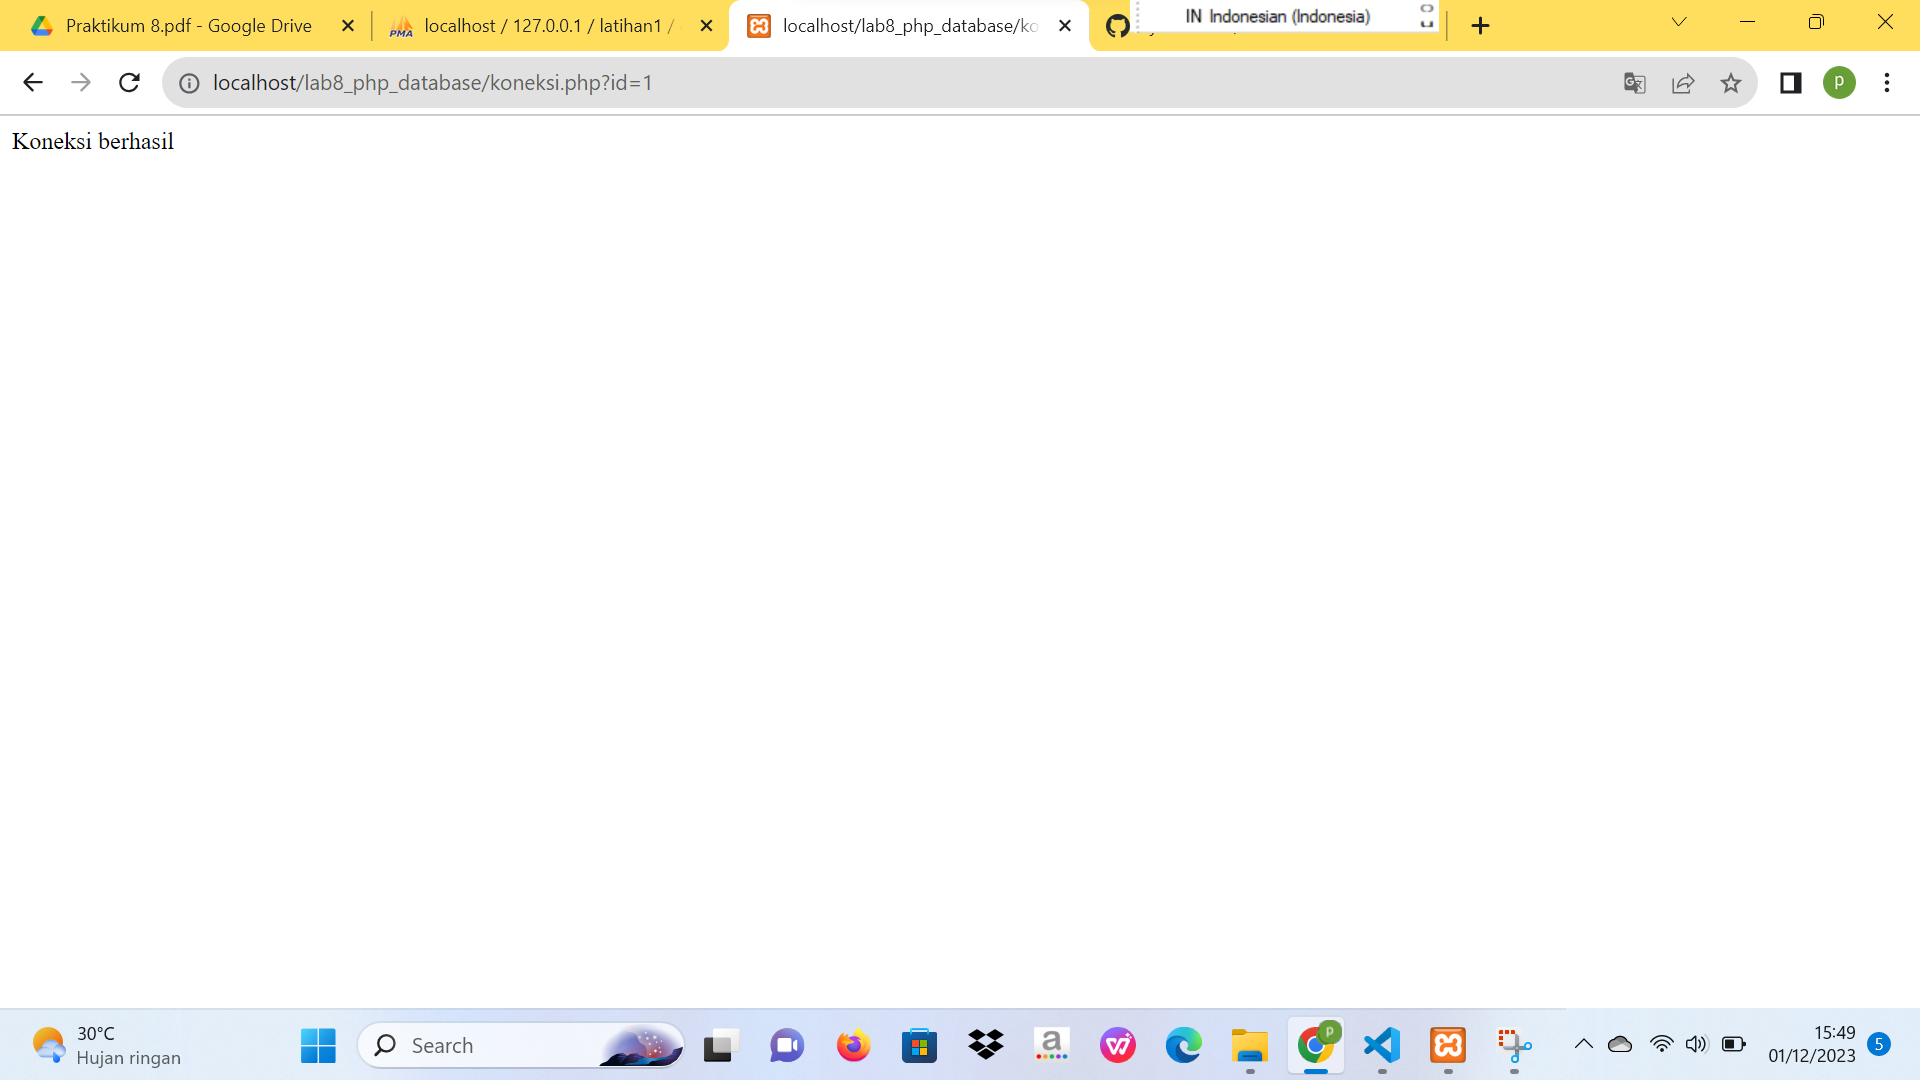 Praktikum 8.pdf - Google Drive
localhost / 127.0.0.1 / latihan1 /
localhost/lab8_php_database/ko
IN Indonesian (Indonesia)
localhost/lab8_php_database/koneksi.php?id=1
p
Koneksi berhasil
30°C
Hujan ringan
Search
15:49
01/12/2023
5